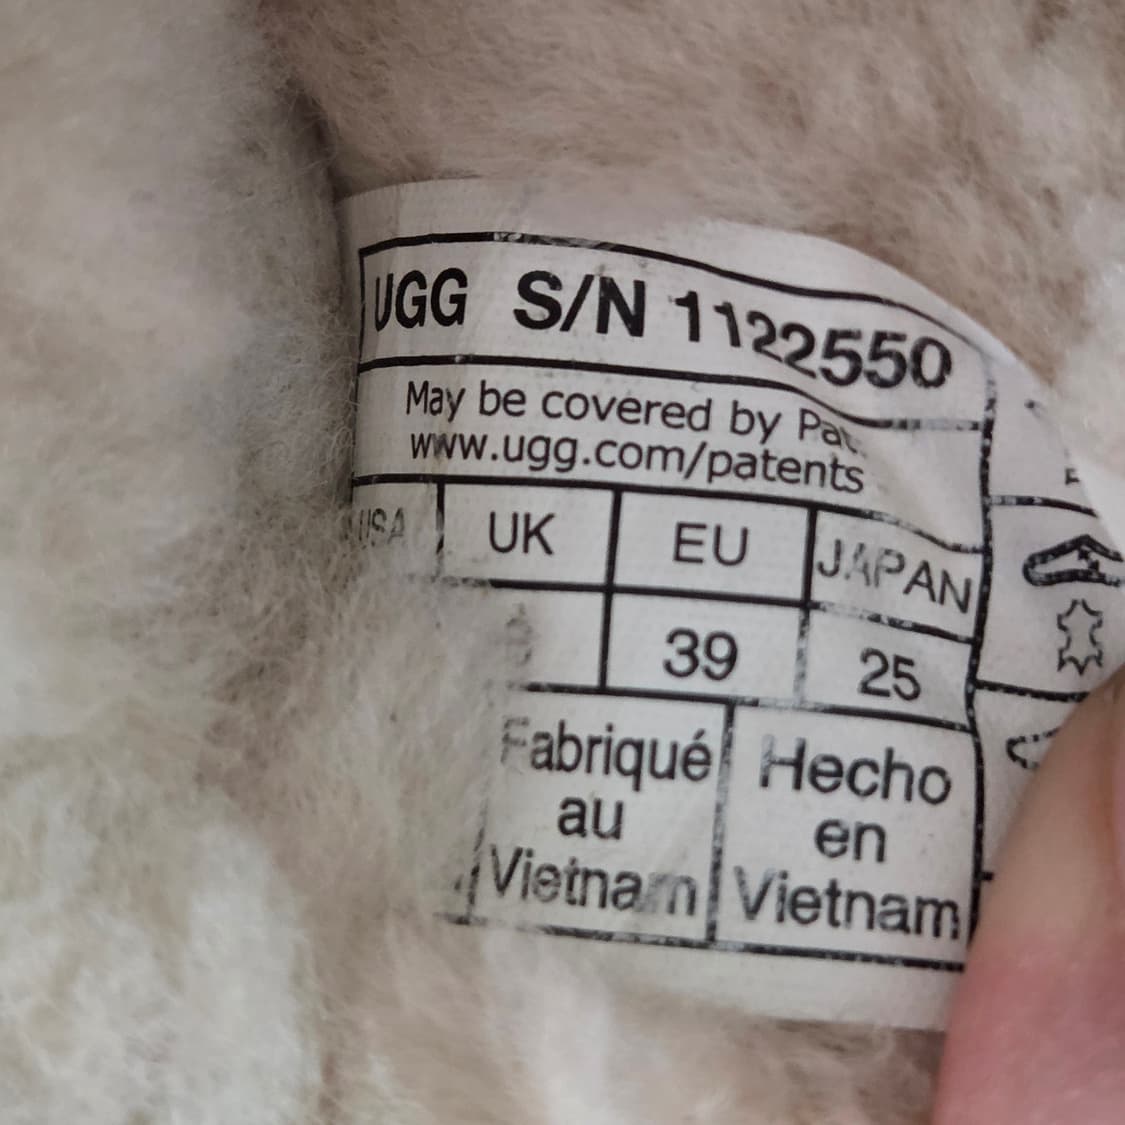 UGG S/N 1122550
May be covered by Pat.
www.ugg.com/patents
USA UK EU JAPAN
39 25
Fabriqué Hecho
au en
Vietnam Vietnam